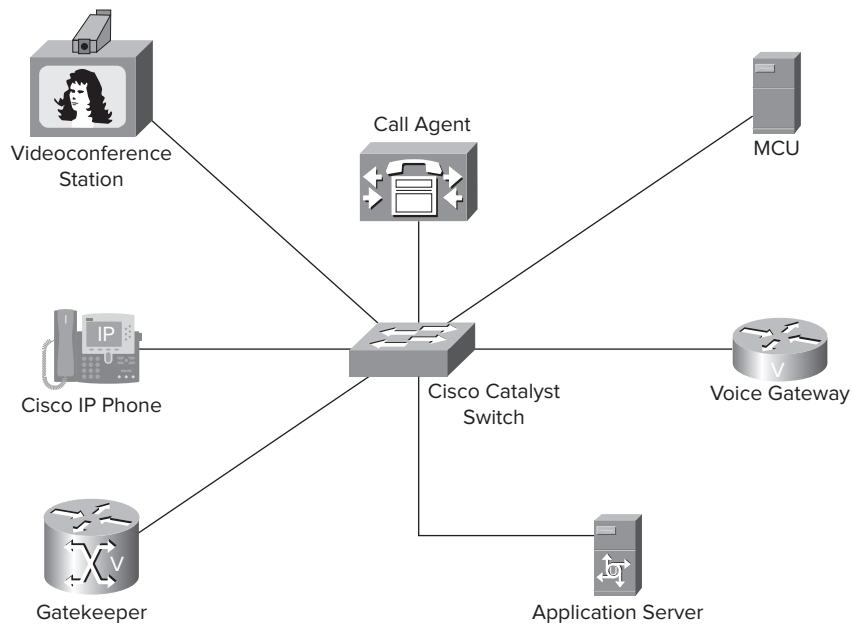 Videoconference
Station
Call Agent
MCU
IP
Cisco IP Phone
Cisco Catalyst
Switch
V
Voice Gateway
V
Gatekeeper
Application Server